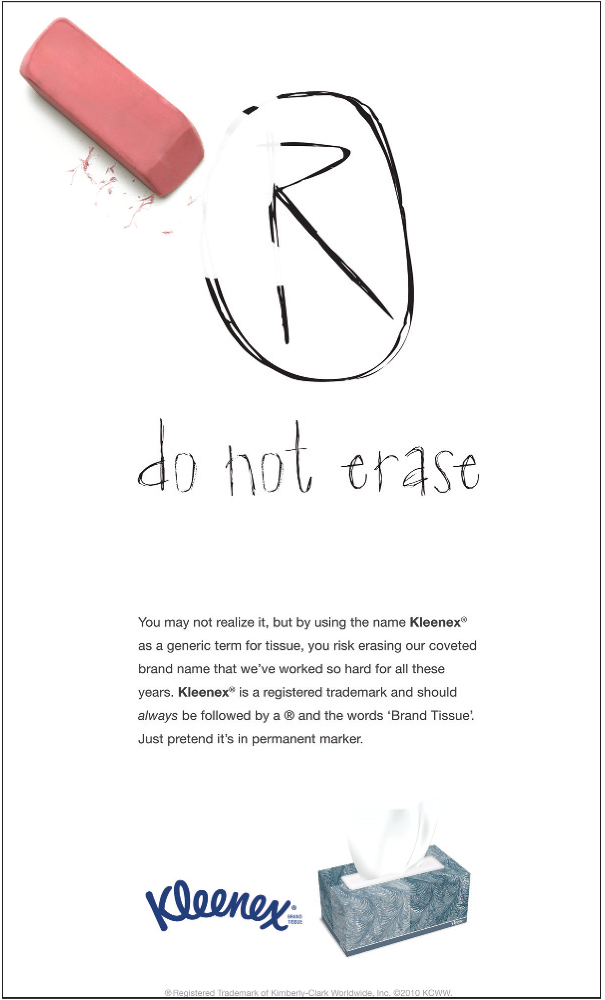 ®
do not erase
You may not realize it, but by using the name Kleenex®
as a generic term for tissue, you risk erasing our coveted
brand name that we’ve worked so hard for all these
years. Kleenex® is a registered trademark and should
always be followed by a ® and the words ‘Brand Tissue’.
Just pretend it’s in permanent marker.
Kleenex®
BRAND
TISSUE
®Registered Trademark of Kimberly-Clark Worldwide, Inc. ©2010 KCWW.